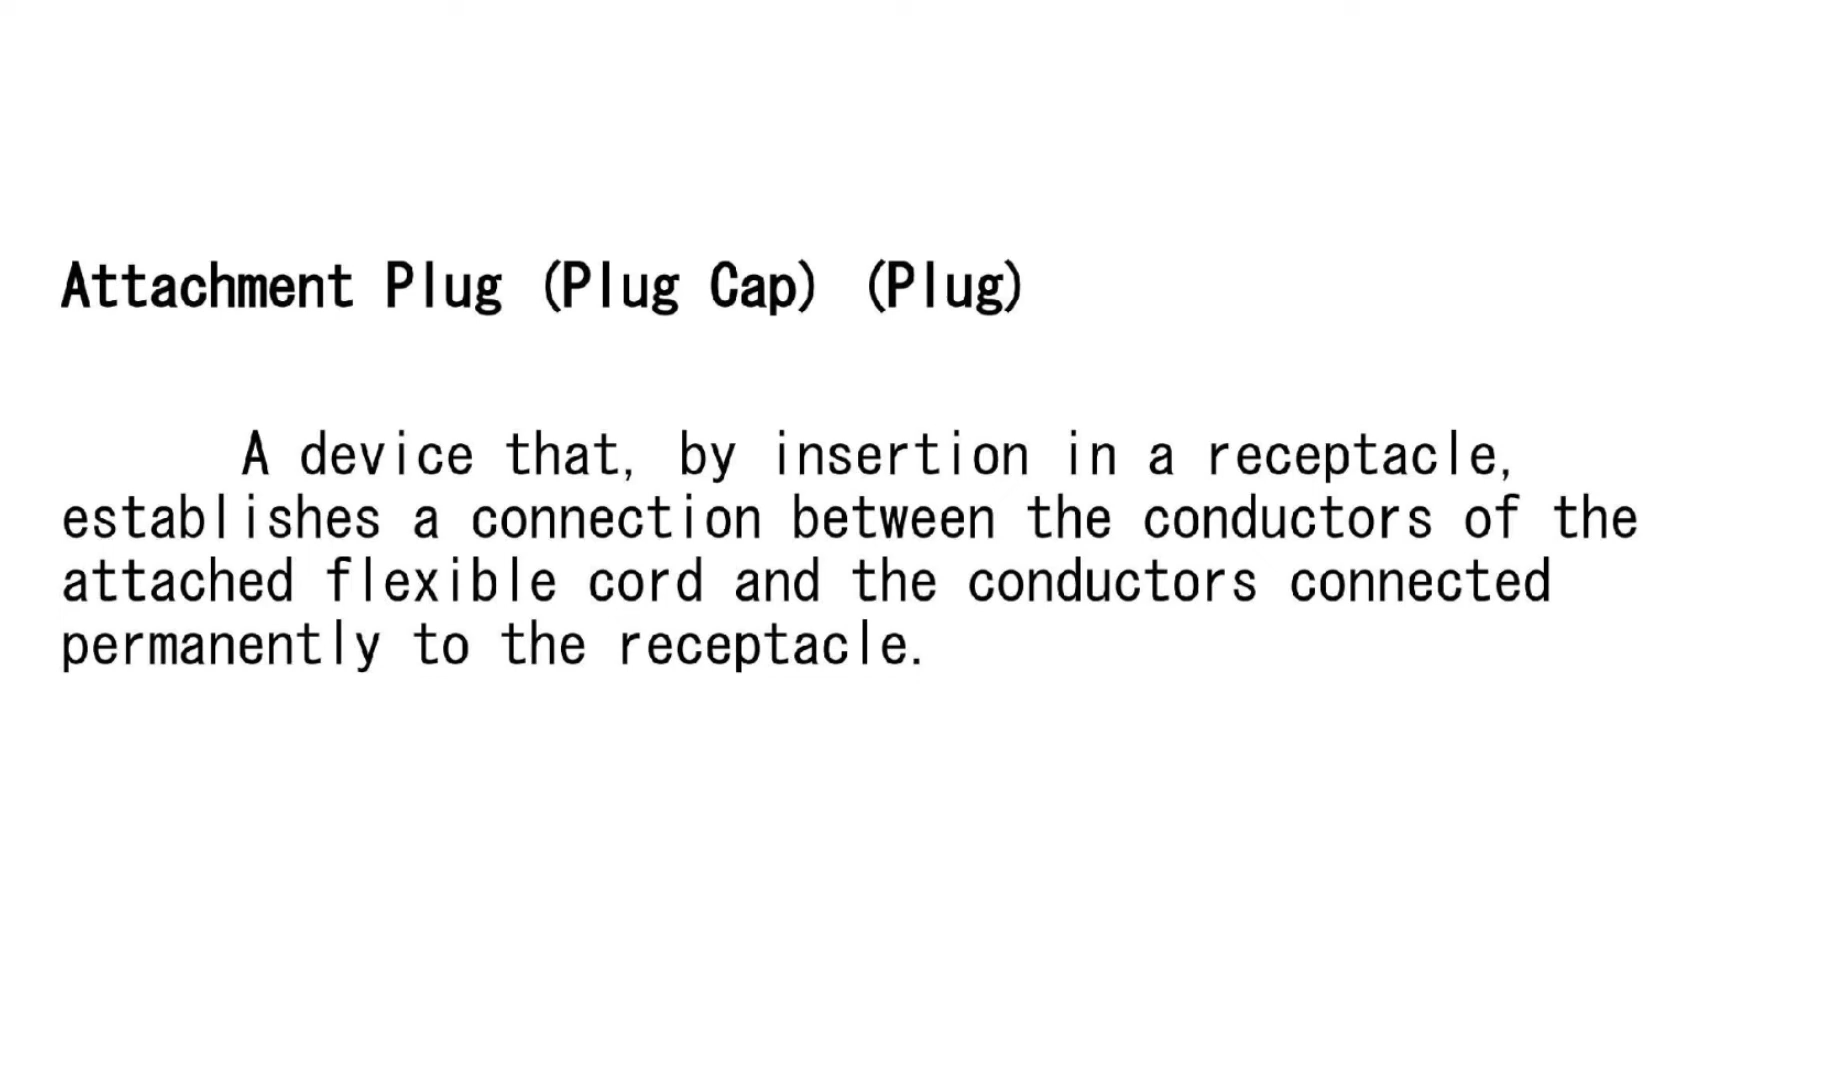 Attachment Plug (Plug Cap) (Plug)
A device that, by insertion in a receptacle,
establishes a connection between the conductors of the
attached flexible cord and the conductors connected
permanently to the receptacle.